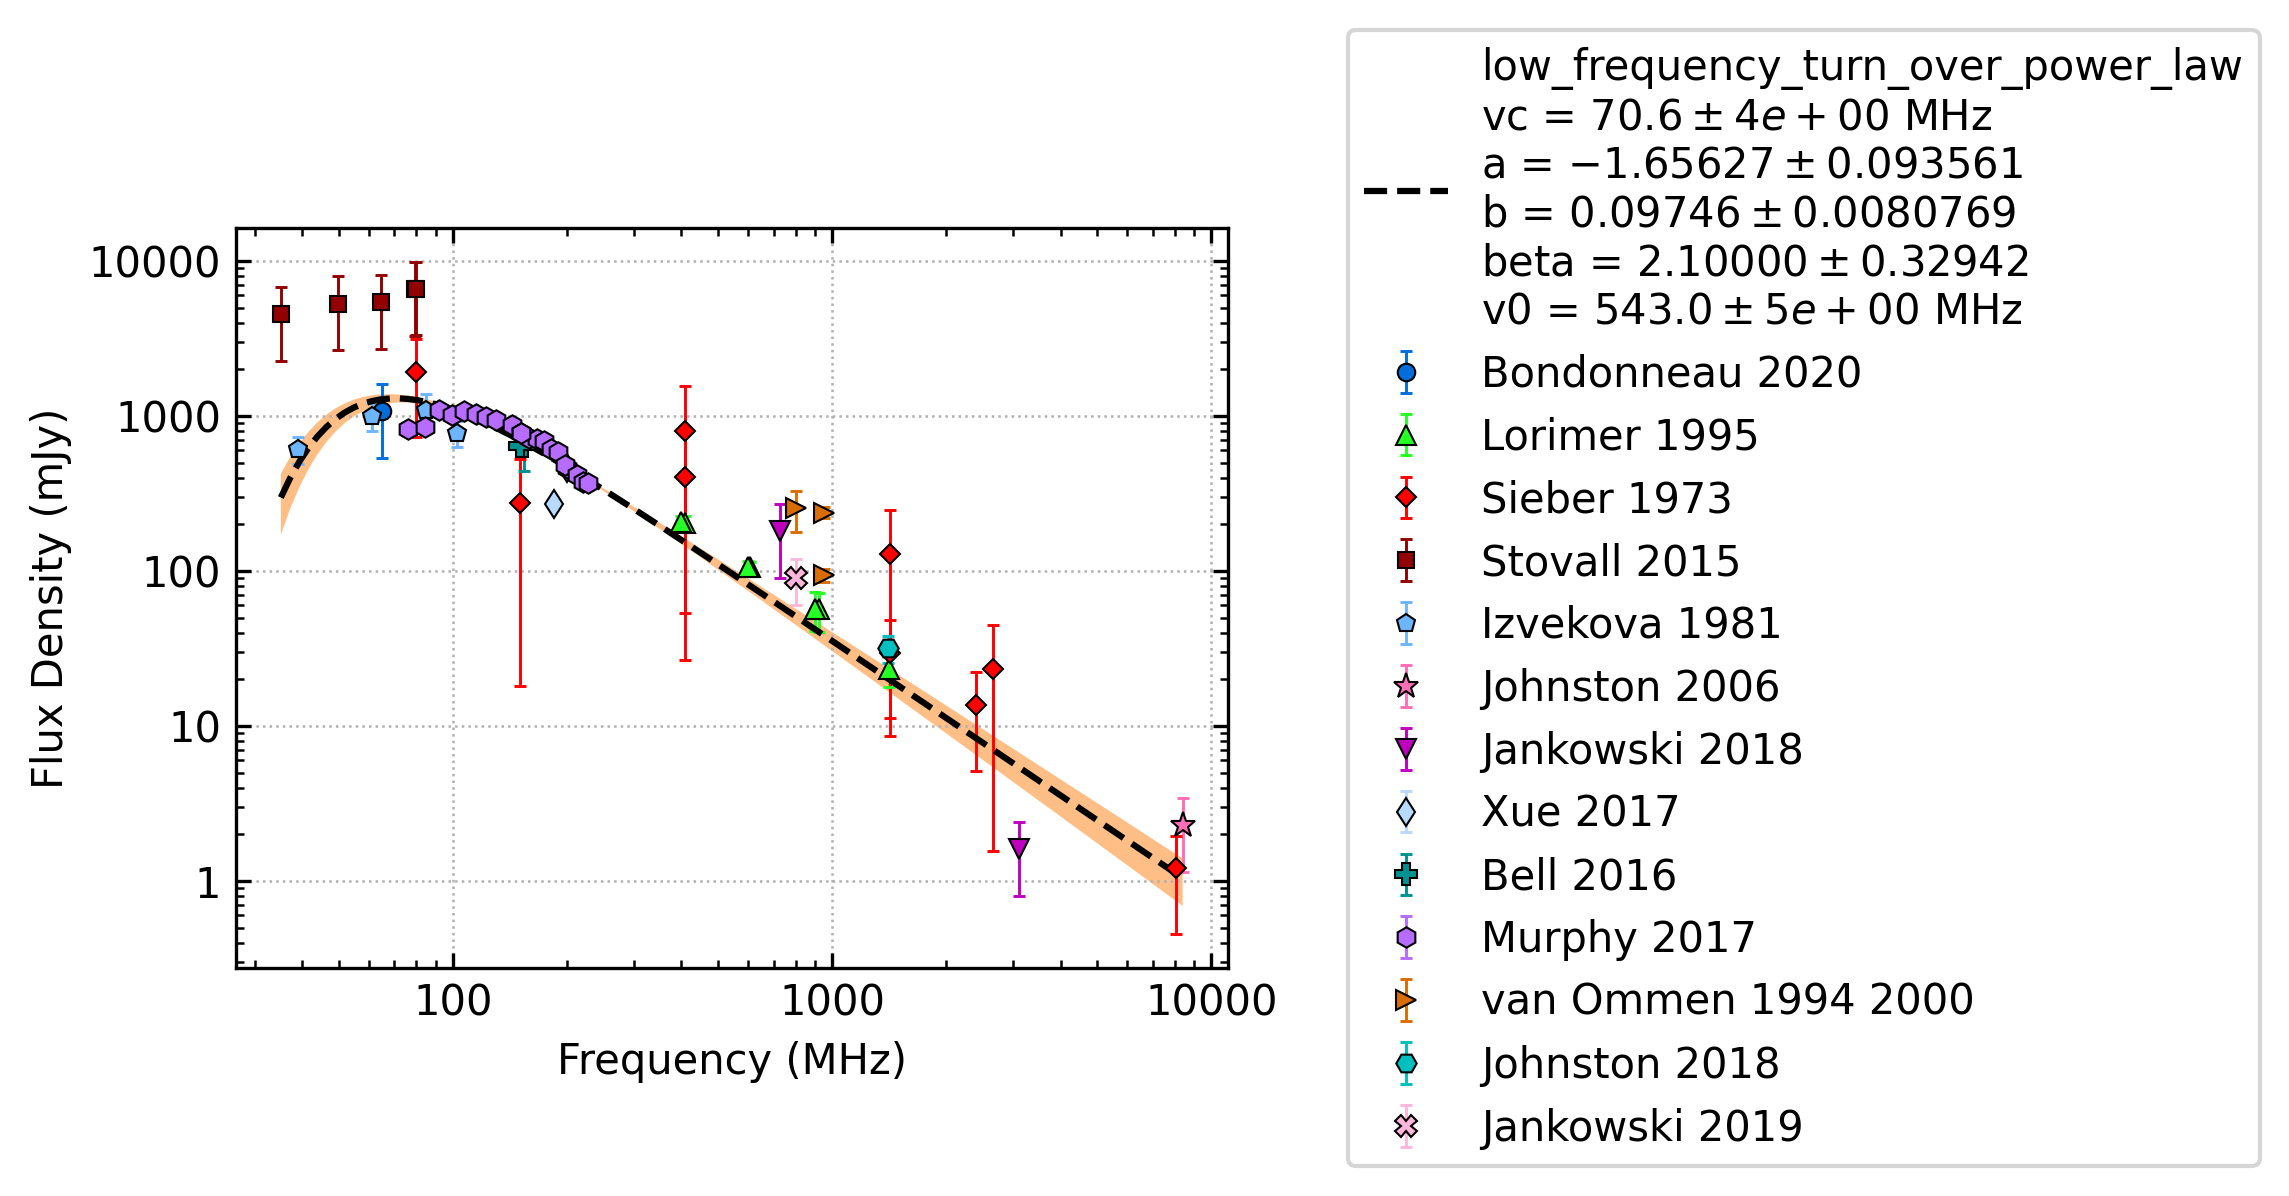 10000
1000
100
10
1
Flux Density (mJy)
100
1000
10000
Frequency (MHz)
low_frequency_turn_over_power_law
vc = 70.6 ± 4e + 00 MHz
a = −1.65627 ± 0.093561
b = 0.09746 ± 0.0080769
beta = 2.10000 ± 0.32942
v0 = 543.0 ± 5e + 00 MHz
Bondonneau 2020
Lorimer 1995
Sieber 1973
Stovall 2015
Izvekova 1981
Johnston 2006
Jankowski 2018
Xue 2017
Bell 2016
Murphy 2017
van Ommen 1994 2000
Johnston 2018
Jankowski 2019